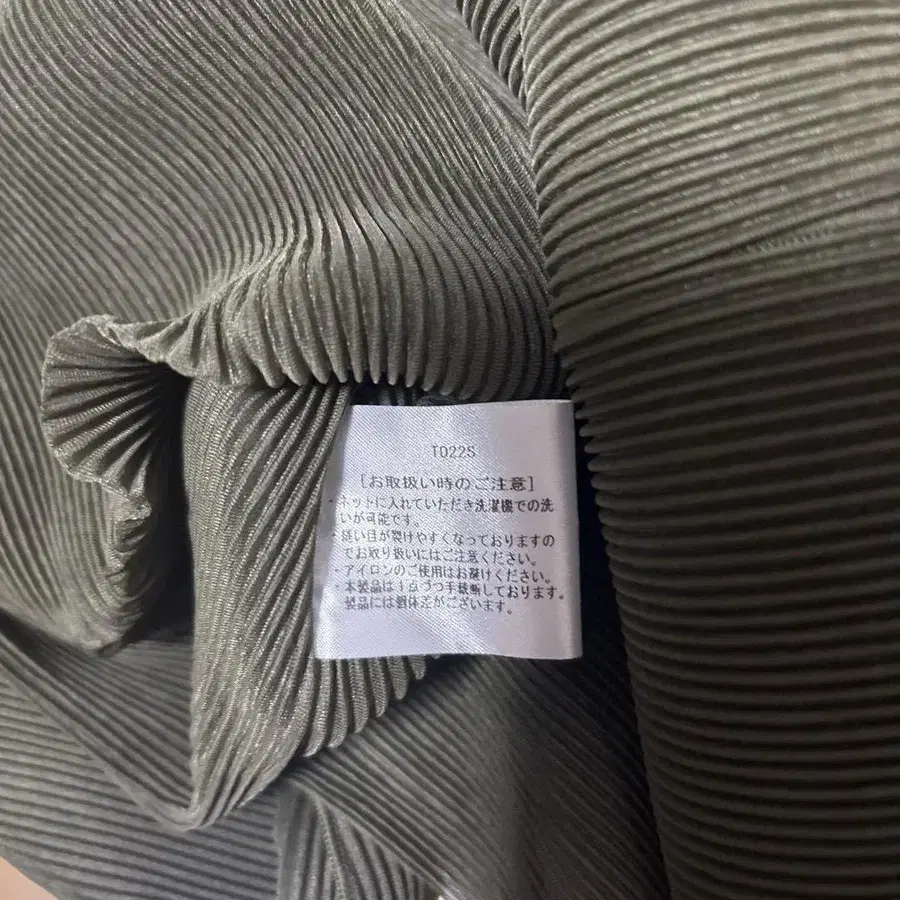 T022S
[お取扱い時のご注意]
・ネットに入れていただき洗濯機での洗
いが可能です。
・縫い目が裂けやすくなっておりますの
でお取り扱いにはご注意ください。
・アイロンのご使用はお避けください。
・本製品は1点づつ手裁断しております。
製品には個体差がございます。